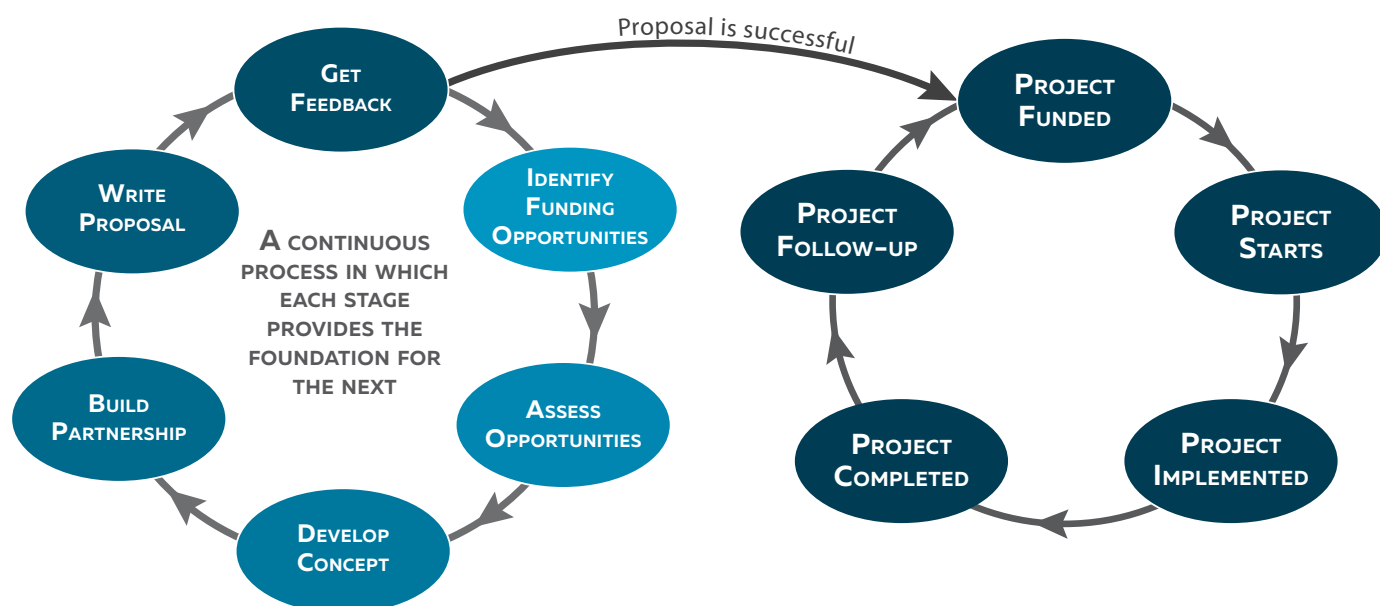 Proposal is successful
Get
Feedback
Identify
Funding
Opportunities
Assess
Opportunities
Develop
Concept
Build
Partnership
Write
Proposal
A continuous
process in which
each stage
provides the
foundation for
the next
Project
Funded
Project
Starts
Project
Implemented
Project
Completed
Project
Follow-up